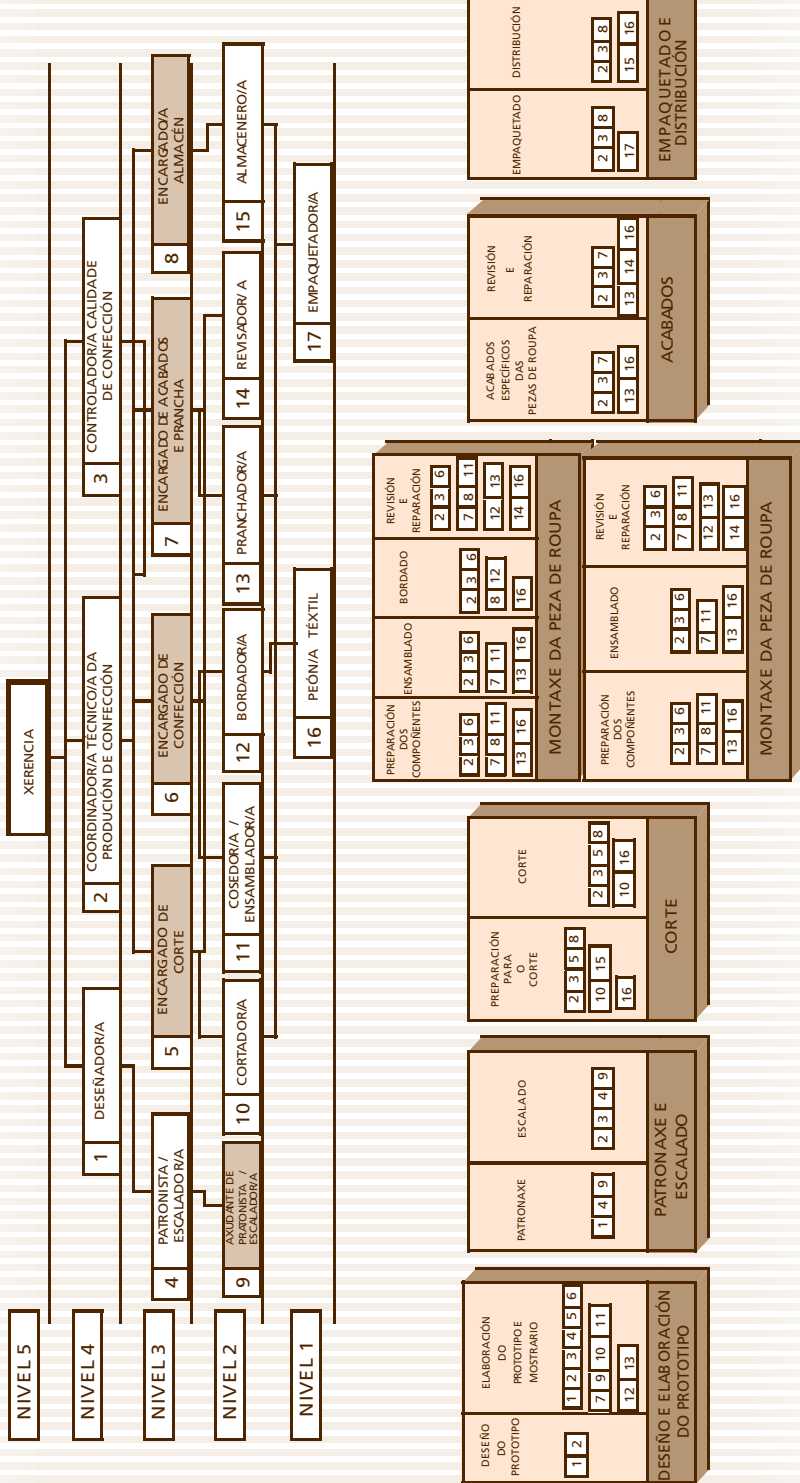 NIVEL 5
XERENCIA
NIVEL 4
1
DESEÑADOR/A
2
COORDINADOR/A TÉCNICO/A DA
PRODUCIÓN DE CONFECCIÓN
3
CONTROLADOR/A CALIDADE
DE CONFECCIÓN
NIVEL 3
4
PATRONISTA /
ESCALADOR/A
5
ENCARGADO DE
CORTE
6
ENCARGADO DE
CONFECCIÓN
7
ENCARGADO DE ACABADOS
E PRANCHA
8
ENCARGADO/A
ALMACÉN
NIVEL 2
9
AXUDANTE DE
PRATONISTA /
ESCALADOR/A
10
CORTADOR/A
11
COSEDOR/A /
ENSAMBLADOR/A
12
BORDADOR/A
13
PRANCHADOR/A
14
REVISADOR/A
15
ALMACENERO/A
NIVEL 1
16
PEÓN/A TÉXTIL
17
EMPAQUETADOR/A
DESEÑO
DO
PROTOTIPO
1 2
ELABORACIÓN
DO
PROTOTIPO E
MOSTRARIO
1 2 3 4 5 6
7 9 10 11
12 13
DESEÑO E ELABORACIÓN
DO PROTOTIPO
PATRONAXE
1 4 9
ESCALADO
2 3 4 9
PATRONAXE E
ESCALADO
PREPARACIÓN
PARA
O
CORTE
2 3 5 8
10 15
16
CORTE
2 3 5 8
10 16
CORTE
PREPARACIÓN
DOS
COMPOÑENTES
2 3 6
7 8 11
13 16
ENSAMBLADO
2 3 6
7 11
13 16
BORDADO
2 3 6
8 12
16
REVISIÓN
E
REPARACIÓN
2 3 6
7 8 11
12 13
14 16
MONTAXE DA PEZA DE ROUPA
PREPARACIÓN
DOS
COMPOÑENTES
2 3 6
7 8 11
13 16
ENSAMBLADO
2 3 6
7 11
13 16
REVISIÓN
E
REPARACIÓN
2 3 6
7 8 11
12 13
14 16
MONTAXE DA PEZA DE ROUPA
ACABADOS
ESPECÍFICOS
DAS
PEZAS DE ROUPA
2 3 7
13 16
REVISIÓN
E
REPARACIÓN
2 3 7
13 14 16
ACABADOS
EMPAQUETADO
2 3 8
17
DISTRIBUCIÓN
2 3 8
15 16
EMPAQUETADO E
DISTRIBUCIÓN